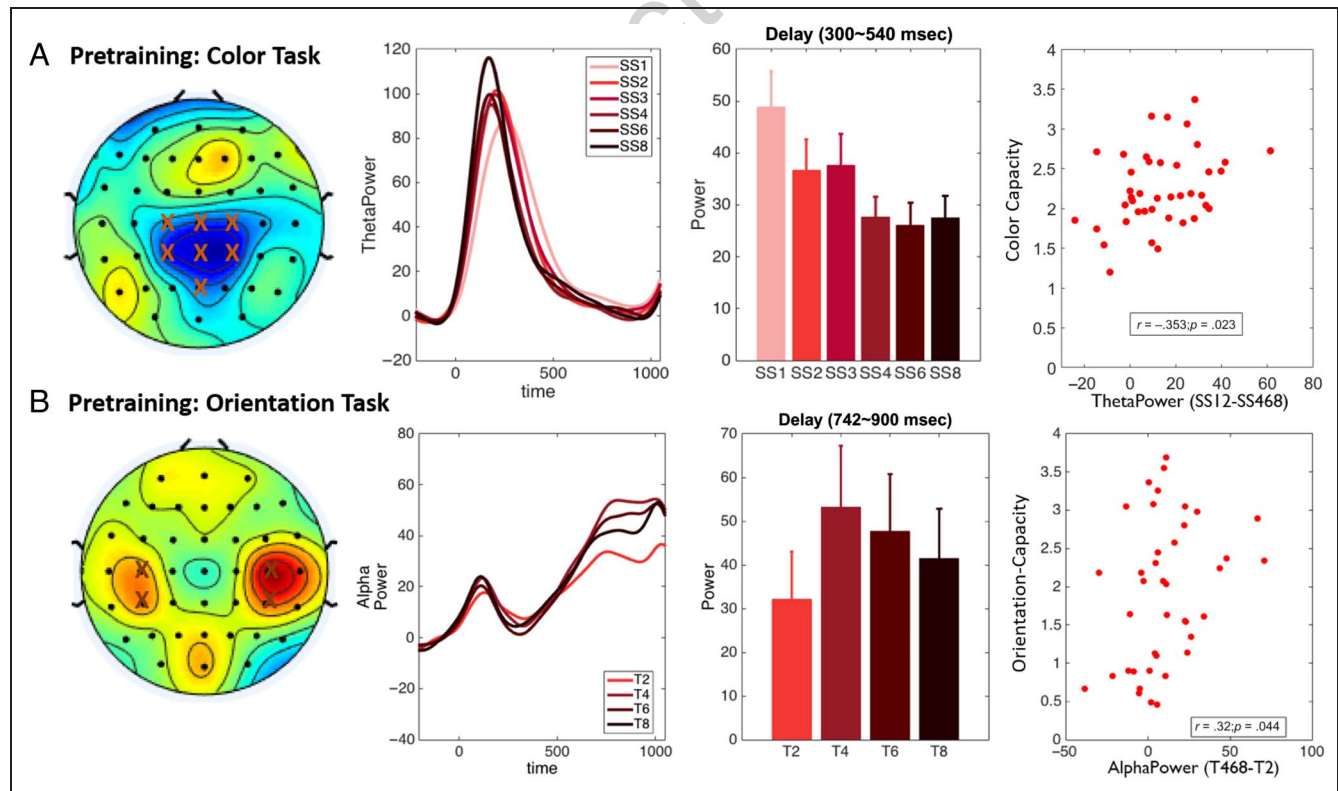 A Pretraining: Color Task
120
100
80
60
40
20
0
−20
ThetaPower
0 500 1000
time
SS1
SS2
SS3
SS4
SS6
SS8
Delay (300~540 msec)
60
50
40
30
20
10
0
Power
SS1 SS2 SS3 SS4 SS6 SS8
4
3.5
3
2.5
2
1.5
1
0.5
0
Color Capacity
r = −.353;p = .023
−20 0 20 40 60 80
ThetaPower (SS12-SS468)
X X X
X X X
X
B Pretraining: Orientation Task
80
60
40
20
0
−20
−40
Alpha
Power
0 500 1000
time
T2
T4
T6
T8
Delay (742~900 msec)
70
60
50
40
30
20
10
0
Power
T2 T4 T6 T8
4
3.5
3
2.5
2
1.5
1
0.5
0
Orientation-Capacity
r = .32;p = .044
−50 0 50 100
AlphaPower (T468-T2)
X X
X X